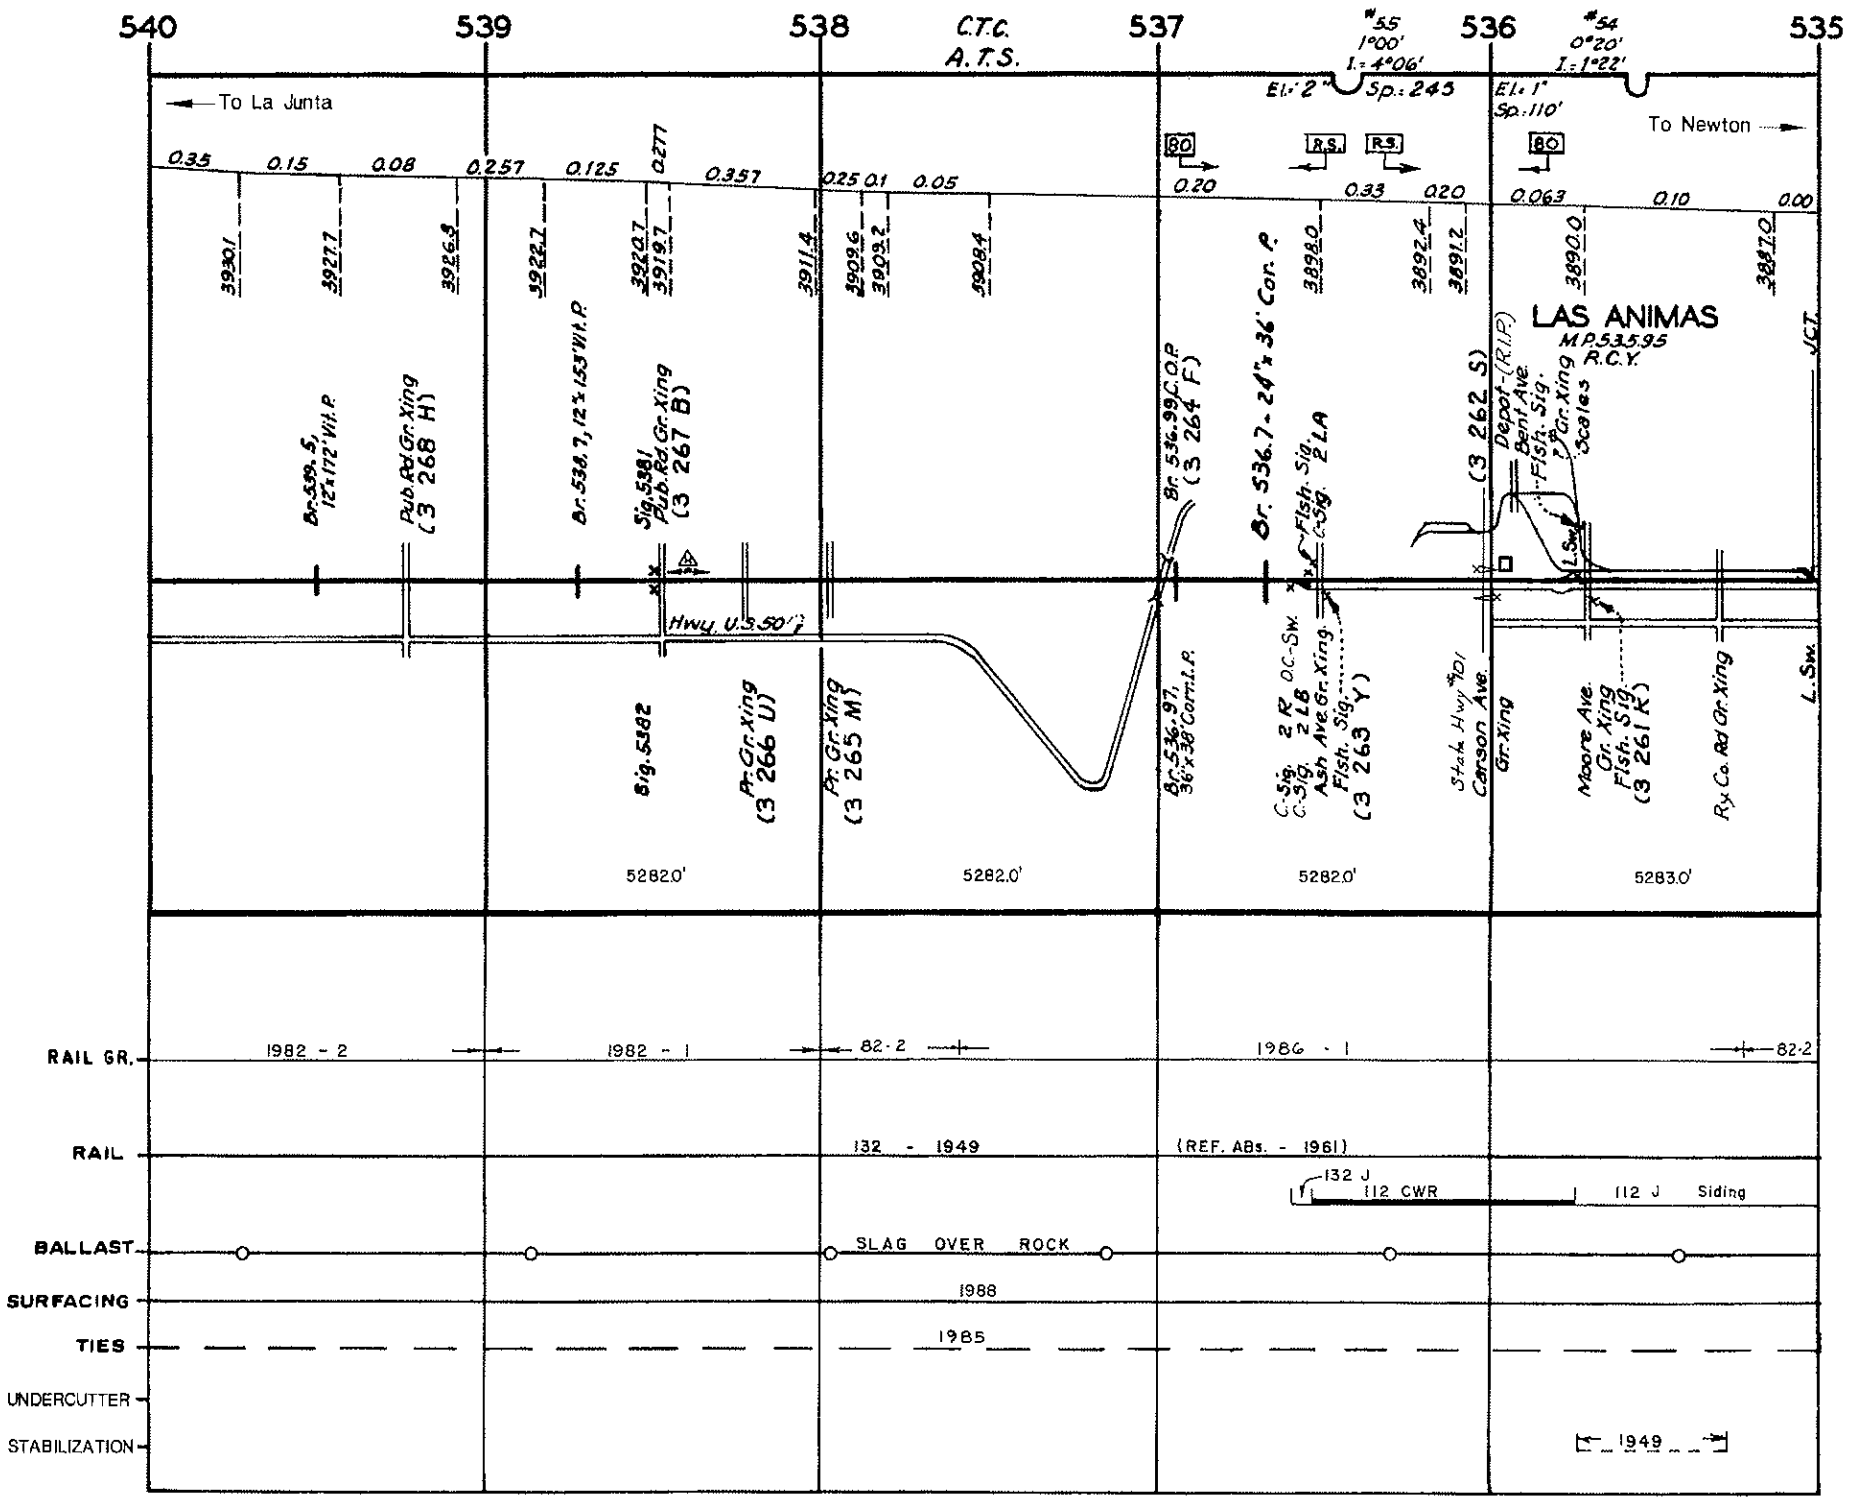 540
539
538
C.T.C.
A.T.S.
537
#55
1°00'
I.= 4°06'
El.= 2"
Sp.: 245
536
#54
0°20'
I.= 1°22'
El.: 1"
Sp.: 110'
535
To La Junta
To Newton
80
R.S.
R.S.
80
0.35
0.15
0.08
0.257
0.125
0.277
0.357
0.25
0.1
0.05
0.20
0.33
0.20
0.063
0.10
0.00
3930.1
3927.7
3926.3
3922.7
3920.7
3919.7
3911.4
3909.6
3909.2
3908.4
3898.0
3892.4
3891.2
3890.0
3887.0
LAS ANIMAS
M.P. 535.95
R.C.Y.
JCT.
Br. 539.5,
12"x 172' Vit. P.
Pub. Rd. Gr. Xing
(3 268 H)
Br. 538.7, 12"x 153' Vit. P.
Sig. 5381
Pub. Rd. Gr. Xing
(3 267 B)
Br. 536.99, C.O.P.
(3 264 F)
Br. 536.7 - 24"x 36' Cor. P.
Flsh. Sig.
C-Sig. 2 LA
(3 262 S)
Depot-(R.I.P.)
Bent Ave.
Flsh. Sig.
Gr. Xing
Scales
L. Sw.
Hwy. U.S. 50
Sig. 5382
Pr. Gr. Xing
(3 266 U)
Pr. Gr. Xing
(3 265 M)
Br. 536.97,
36"x 38' Corr. I. P.
C-Sig. 2 R D.C.-Sw.
C-Sig. 2 LB
Ash Ave. Gr. Xing
Flsh. Sig.
(3 263 Y)
State Hwy #101
Carson Ave.
Gr. Xing
Moore Ave.
Gr. Xing
Flsh. Sig.
(3 261 K)
Ry. Co. Rd Gr. Xing
L. Sw.
5282.0'
5282.0'
5282.0'
5283.0'
RAIL GR.
1982 - 2
1982 - 1
82-2
1986 - 1
82-2
RAIL
132 - 1949
(REF. ABs. - 1961)
132 J
112 CWR
112 J Siding
BALLAST
SLAG OVER ROCK
SURFACING
1988
TIES
1985
UNDERCUTTER
STABILIZATION
1949